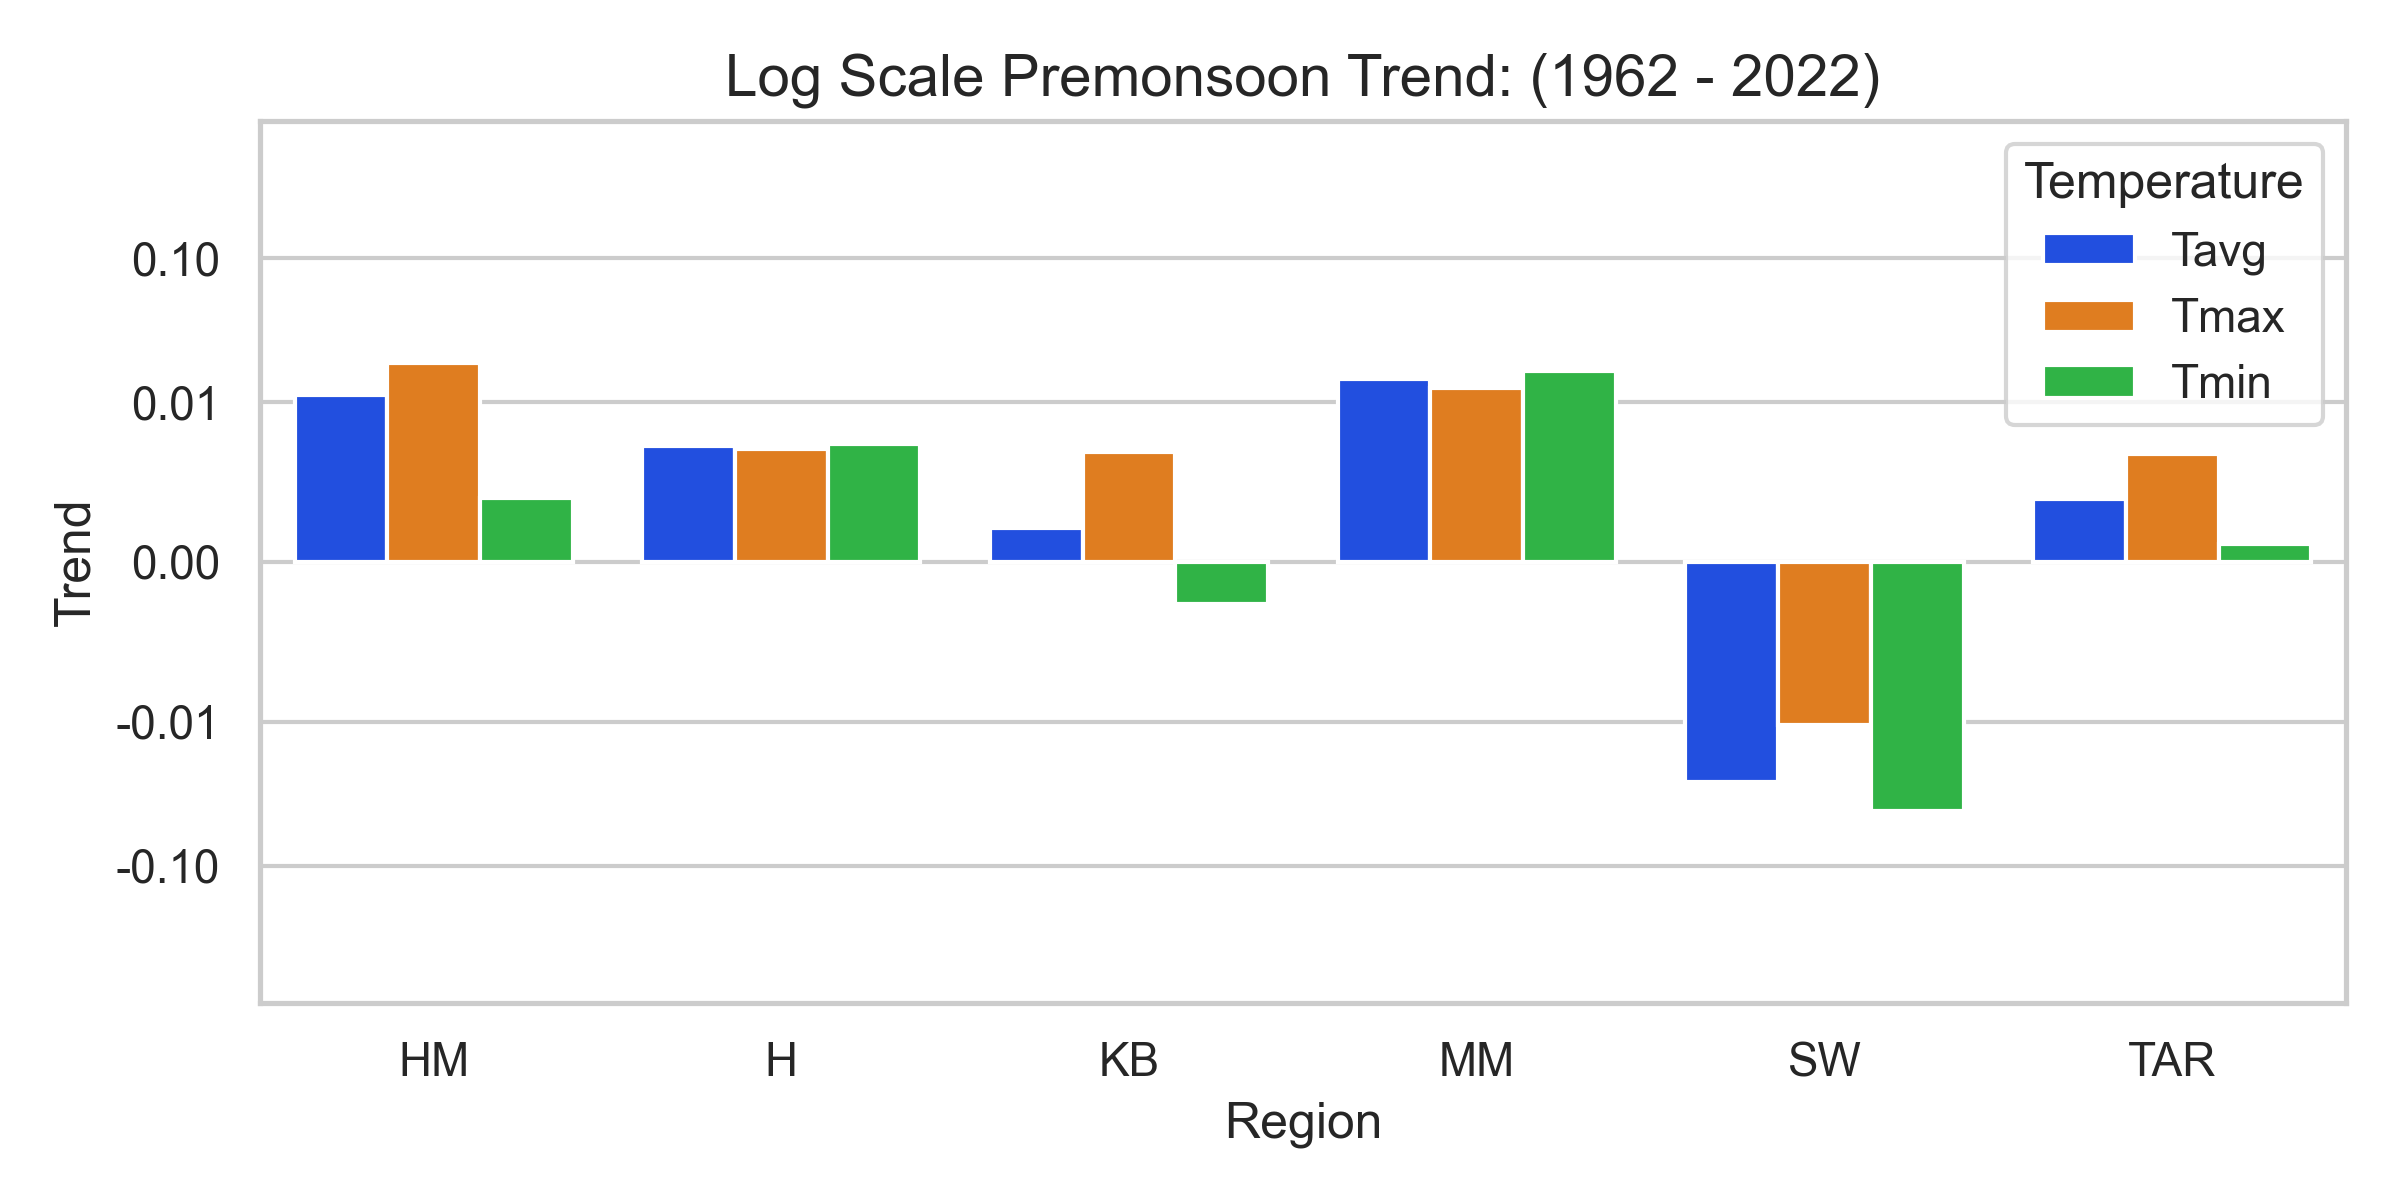 Log Scale Premonsoon Trend: (1962 - 2022)
Temperature
Tavg
Tmax
Tmin
0.10
0.01
0.00
-0.01
-0.10
Trend
HM H KB MM SW TAR
Region